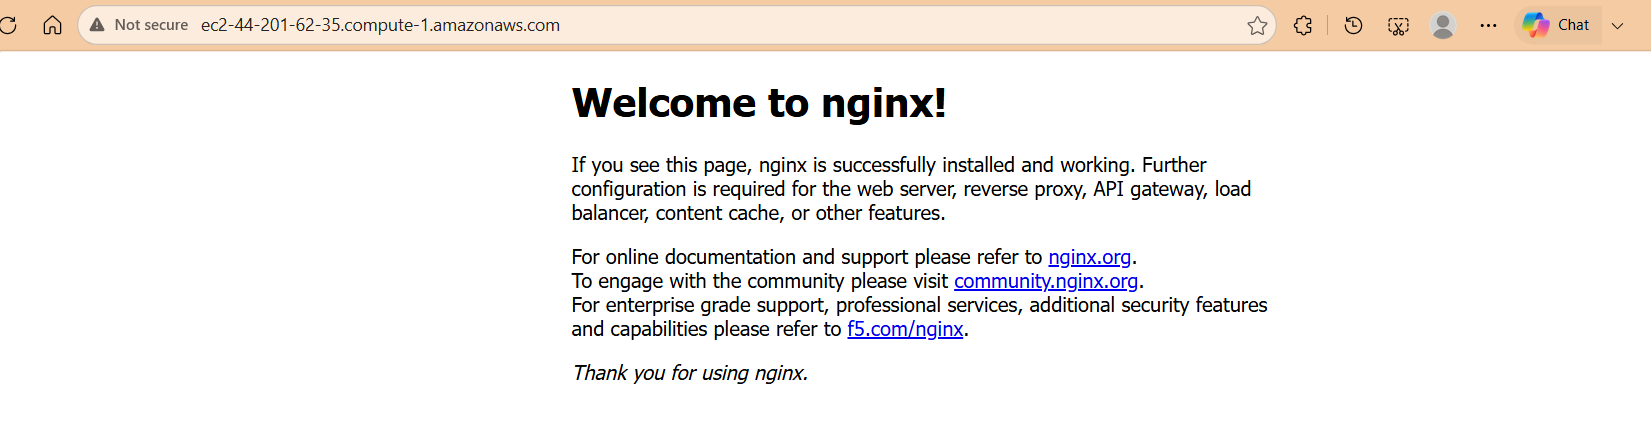 Not secure ec2-44-201-62-35.compute-1.amazonaws.com Chat
Welcome to nginx!
If you see this page, nginx is successfully installed and working. Further
configuration is required for the web server, reverse proxy, API gateway, load
balancer, content cache, or other features.
For online documentation and support please refer to nginx.org.
To engage with the community please visit community.nginx.org.
For enterprise grade support, professional services, additional security features
and capabilities please refer to f5.com/nginx.
Thank you for using nginx.